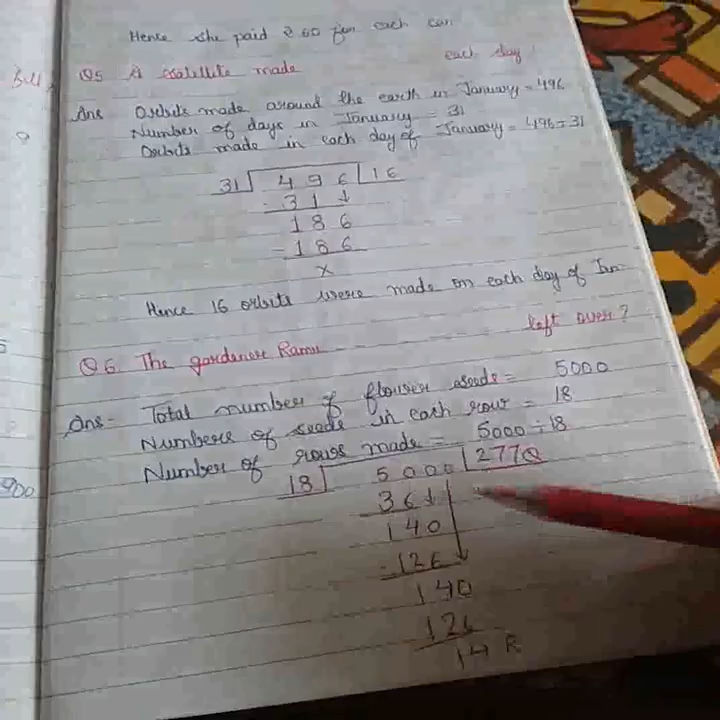 Hence she paid ₹ 60 for each can
Q5 A satellite made each day!
Ans Orbits made around the earth in January = 496
Number of days in January = 31
Orbits made in each day of January = 496÷31
31 496 16
- 31 ↓
186
- 186
x
Hence 16 orbits were made on each day of Jan
Q6 The gardener Ramu left over?
Ans- Total number of flower seeds = 5000
Numbers of seeds in each row = 18
Number of rows made = 5000÷18
18 5000 277Q
36↓
140
- 126
140
126
14 R
900